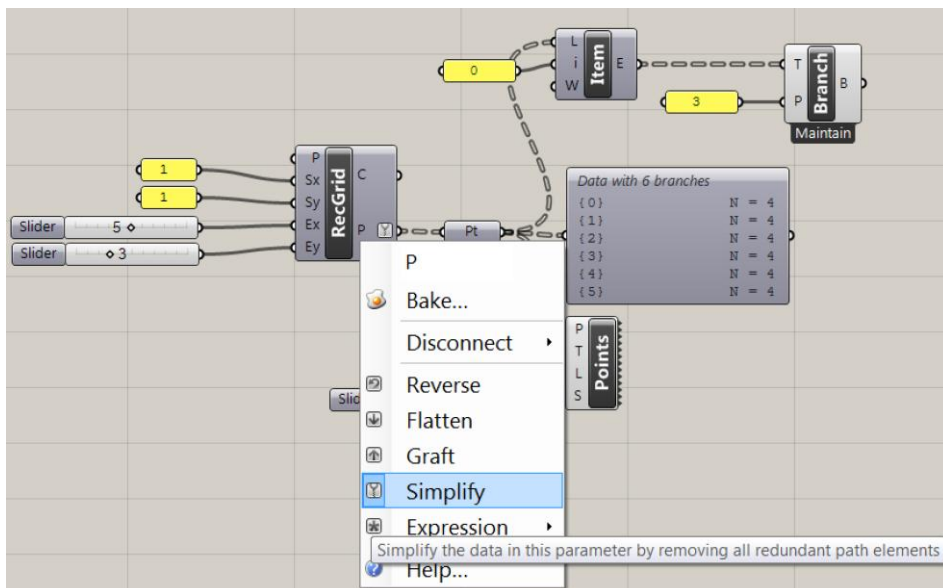 L
i
W
Item
E
0
T
P
Branch
B
3
Maintain
1
1
P
Sx
Sy
Ex
Ey
RecGrid
C
P
Slider 5
Slider 3
Pt
Data with 6 branches
{0} N = 4
{1} N = 4
{2} N = 4
{3} N = 4
{4} N = 4
{5} N = 4
P
T
L
S
Points
P
Bake...
Disconnect
Reverse
Flatten
Graft
Simplify
Expression
Simplify the data in this parameter by removing all redundant path elements
Help...